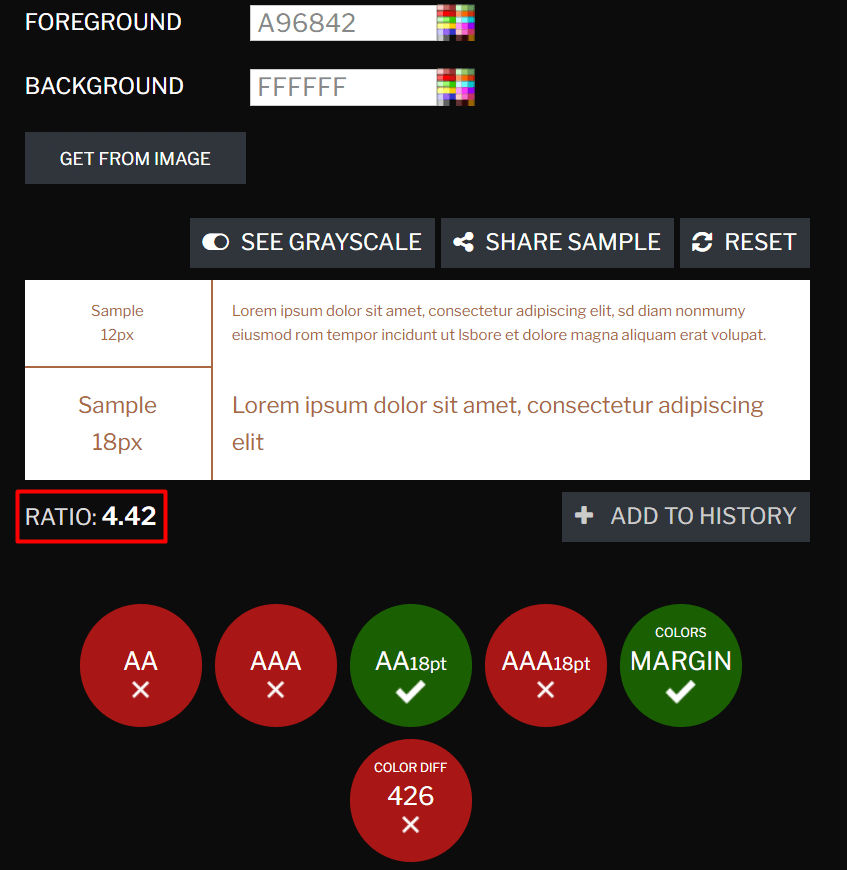 FOREGROUND A96842
BACKGROUND FFFFFF
GET FROM IMAGE
SEE GRAYSCALE SHARE SAMPLE RESET
Sample
12px
Lorem ipsum dolor sit amet, consectetur adipiscing elit, sd diam nonmumy
eiusmod rom tempor incidunt ut lsbore et dolore magna aliquam erat volupat.
Sample
18px
Lorem ipsum dolor sit amet, consectetur adipiscing
elit
RATIO: 4.42
ADD TO HISTORY
AA
AAA
AA18pt
AAA18pt
COLORS
MARGIN
COLOR DIFF
426